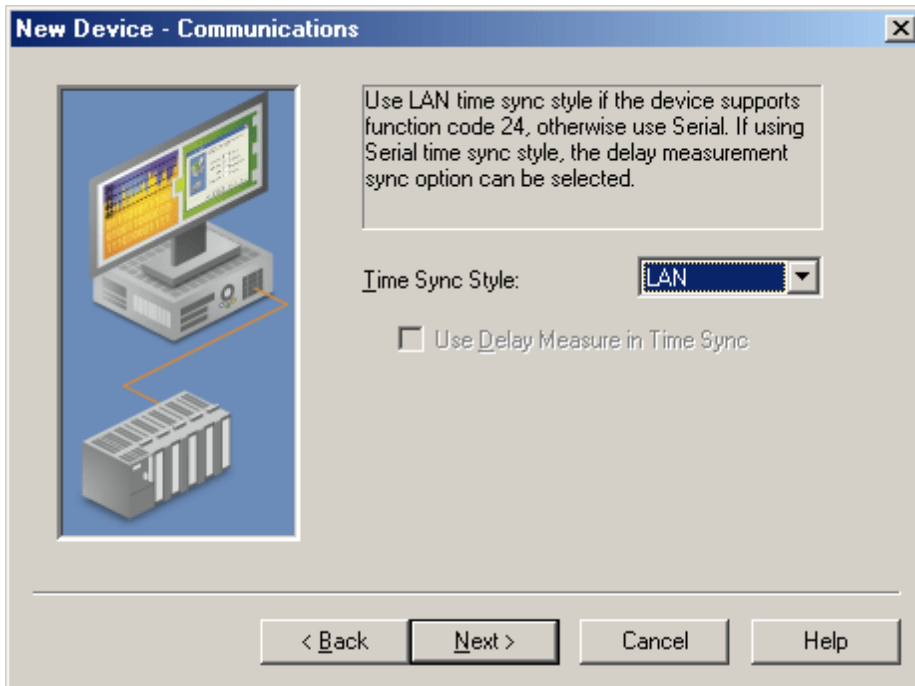 New Device - Communications
Use LAN time sync style if the device supports
function code 24, otherwise use Serial. If using
Serial time sync style, the delay measurement
sync option can be selected.
Time Sync Style:
LAN
Use Delay Measure in Time Sync
< Back
Next >
Cancel
Help